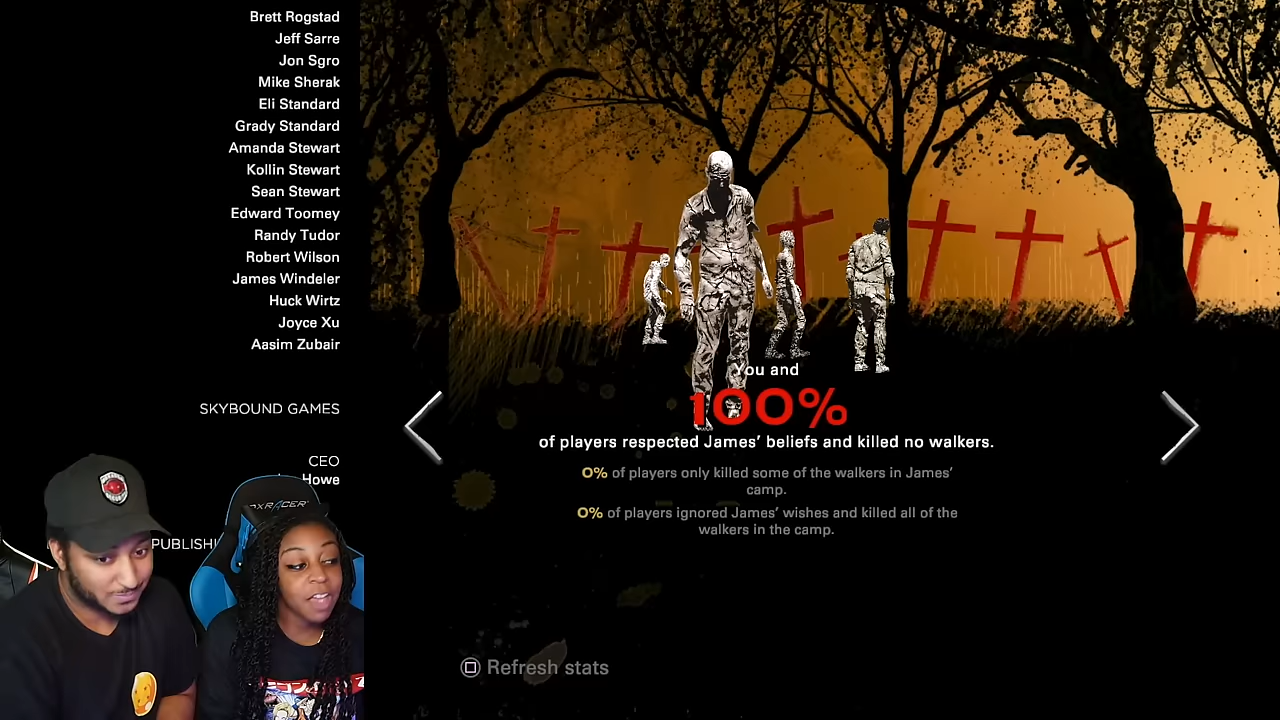 Brett Rogstad
Jeff Sarre
Jon Sgro
Mike Sherak
Eli Standard
Grady Standard
Amanda Stewart
Kollin Stewart
Sean Stewart
Edward Toomey
Randy Tudor
Robert Wilson
James Windeler
Huck Wirtz
Joyce Xu
Aasim Zubair
SKYBOUND GAMES
CEO
Howe
PUBLISHI
DXRACER
You and
100%
of players respected James' beliefs and killed no walkers.
0% of players only killed some of the walkers in James'
camp.
0% of players ignored James' wishes and killed all of the
walkers in the camp.
Refresh stats